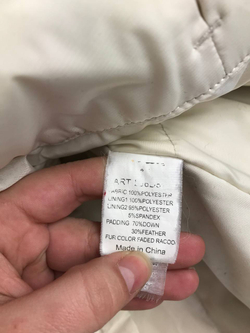 ART
FABRIC:100%POLYESTER
LINING1:100%POLYESTER
LINING2:95%POLYESTER
5%SPANDEX
PADDING: 70%DOWN
30%FEATHER
FUR: COLOR FADED RACOO
Made in China